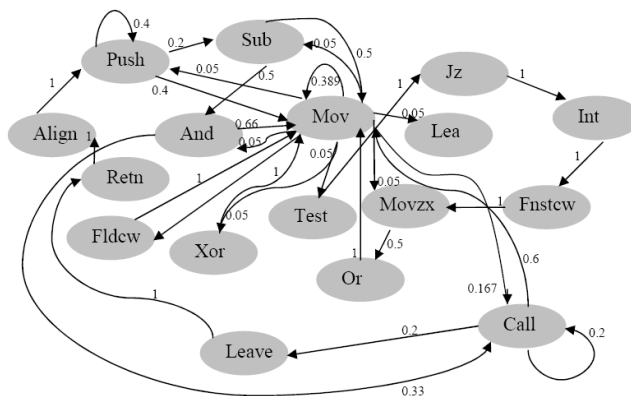 0.4
Push
0.2
Sub
0.05
0.5
1
0.4
0.05
0.5
0.389
1
Jz
1
Int
Align
And
0.66
Mov
0.05
Lea
1
0.05
Retn
1
1
0.05
0.05
1
Fldcw
Xor
0.05
Test
Movzx
1
Fnstcw
0.5
1
Or
0.6
0.167
1
Call
Leave
0.2
0.2
0.33